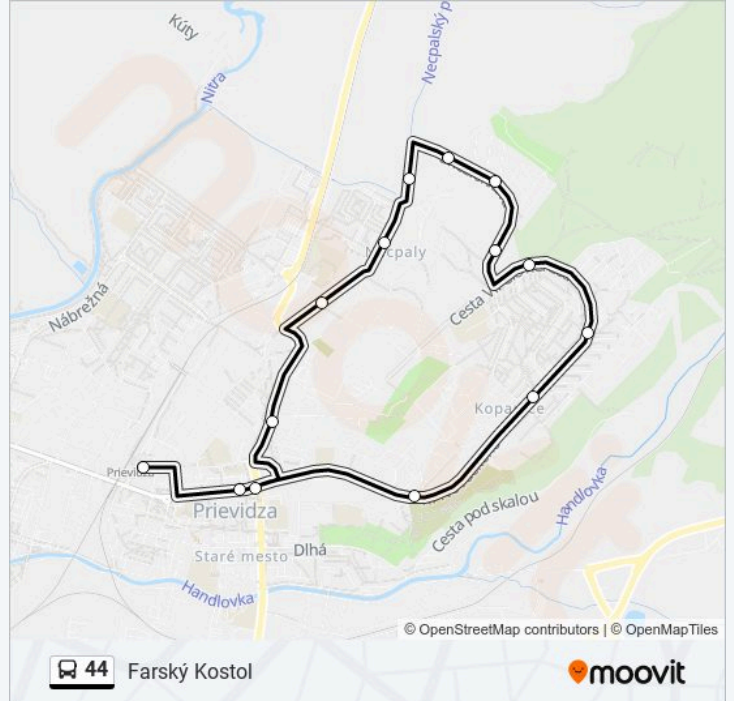 Kúty
Nitra
Necpalský p
Necpaly
Nábrežná
Cesta V
Kopanice
Prievidza
Prievidza
Cesta pod skalou
Handlovka
Staré mesto
Dlhá
Handlovka
© OpenStreetMap contributors | © OpenMapTiles
44 Farský Kostol
moovit